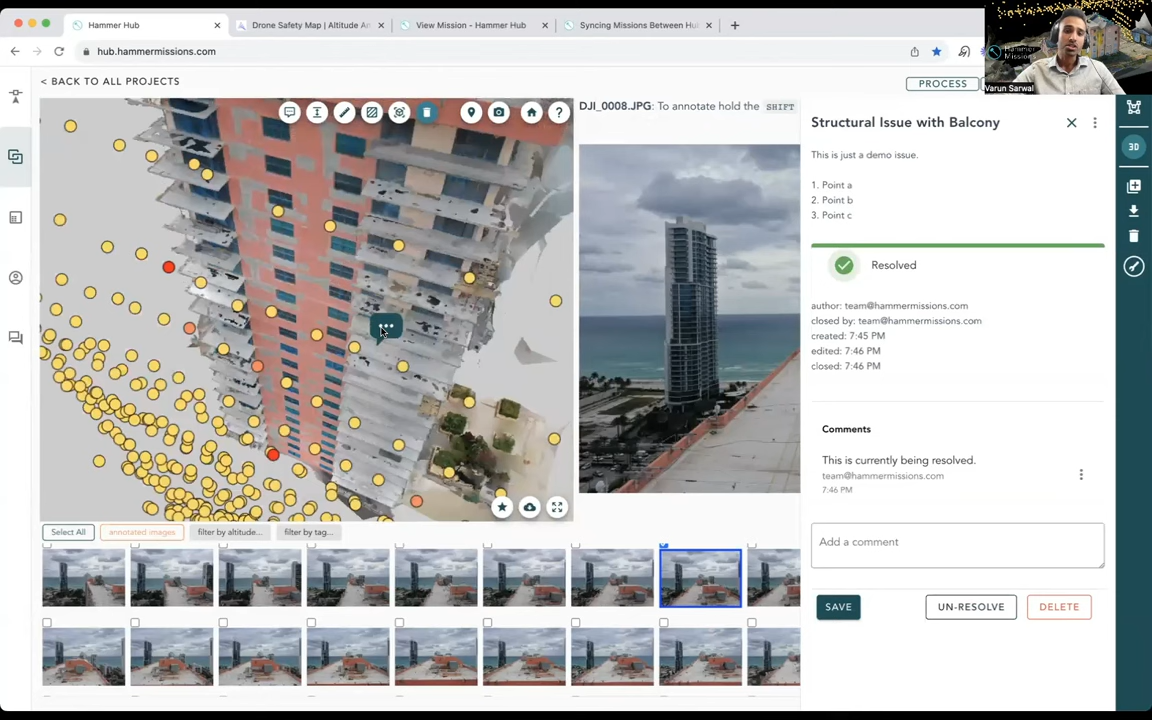 Hammer Hub
Drone Safety Map | Altitude An
View Mission - Hammer Hub
Syncing Missions Between Hub
hub.hammermissions.com
Hammer
Missions
Varun Sarwal
< BACK TO ALL PROJECTS
PROCESS
DJI_0008.JPG: To annotate hold the SHIFT
Structural Issue with Balcony
3D
This is just a demo issue.
1. Point a
2. Point b
3. Point c
Resolved
author: team@hammermissions.com
closed by: team@hammermissions.com
created: 7:45 PM
edited: 7:46 PM
closed: 7:46 PM
Comments
This is currently being resolved.
team@hammermissions.com
7:46 PM
Add a comment
SAVE
UN-RESOLVE
DELETE
Select All
annotated images
filter by altitude...
filter by tag...